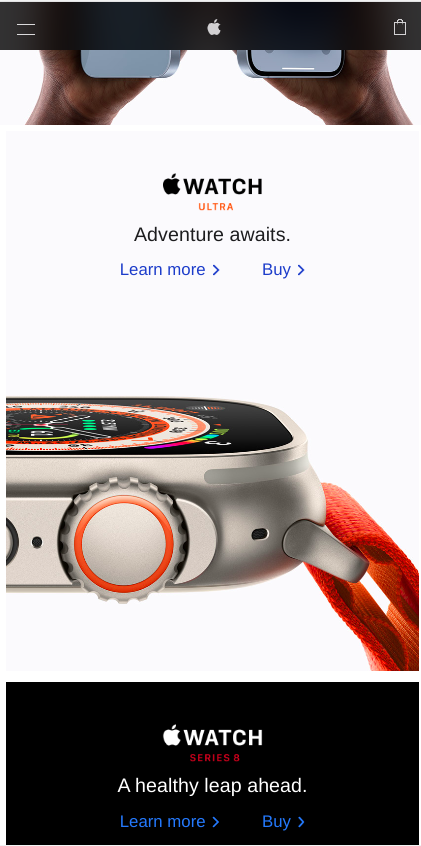 WATCH
ULTRA
Adventure awaits.
Learn more Buy
WATCH
SERIES 8
A healthy leap ahead.
Learn more Buy